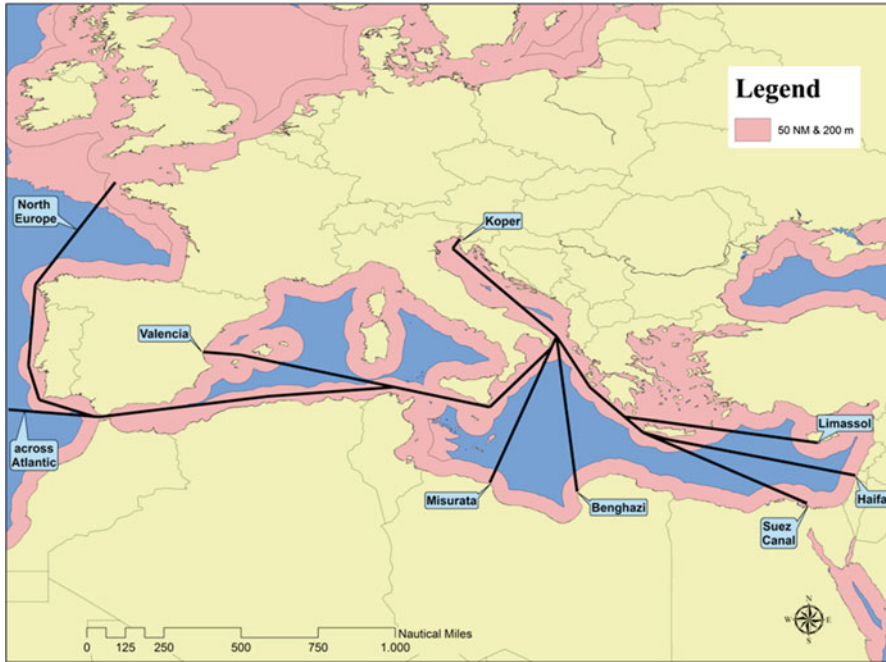 Legend
50 NM & 200 m
North
Europe
Koper
Valencia
across
Atlantic
Limassol
Haifa
Misurata
Benghazi
Suez
Canal
N
W
E
S
Nautical Miles
0
125
250
500
750
1.000